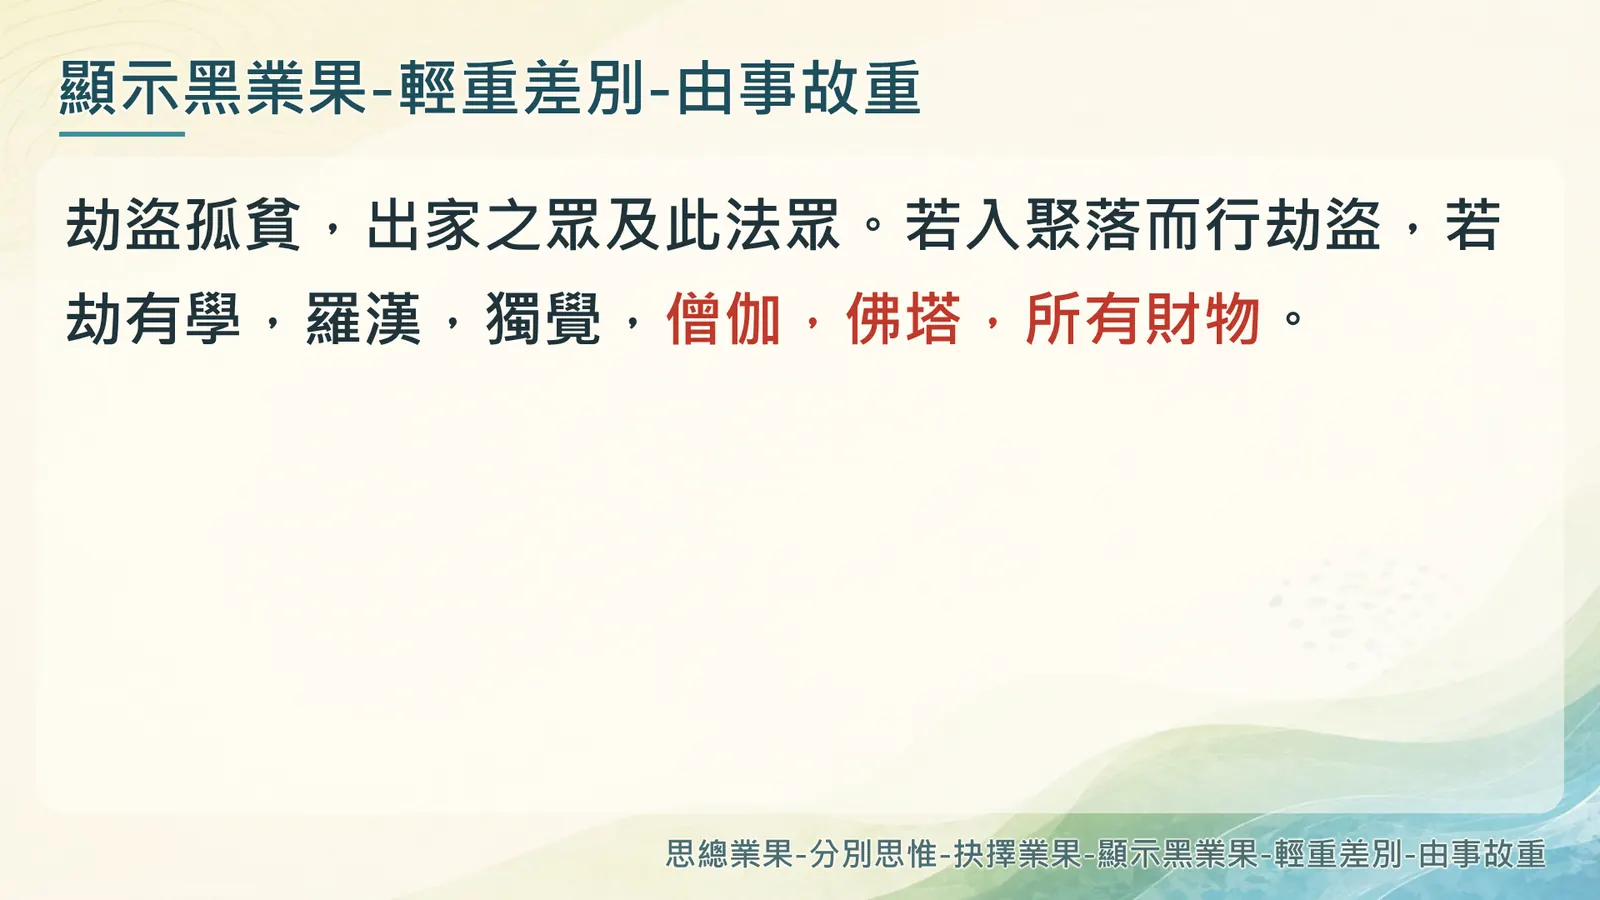 顯示黑業果-輕重差別-由事故重
劫盜孤貧，出家之眾及此法眾。若入聚落而行劫盜，若
劫有學，羅漢，獨覺，僧伽，佛塔，所有財物。
思總業果-分別思惟-抉擇業果-顯示黑業果-輕重差別-由事故重